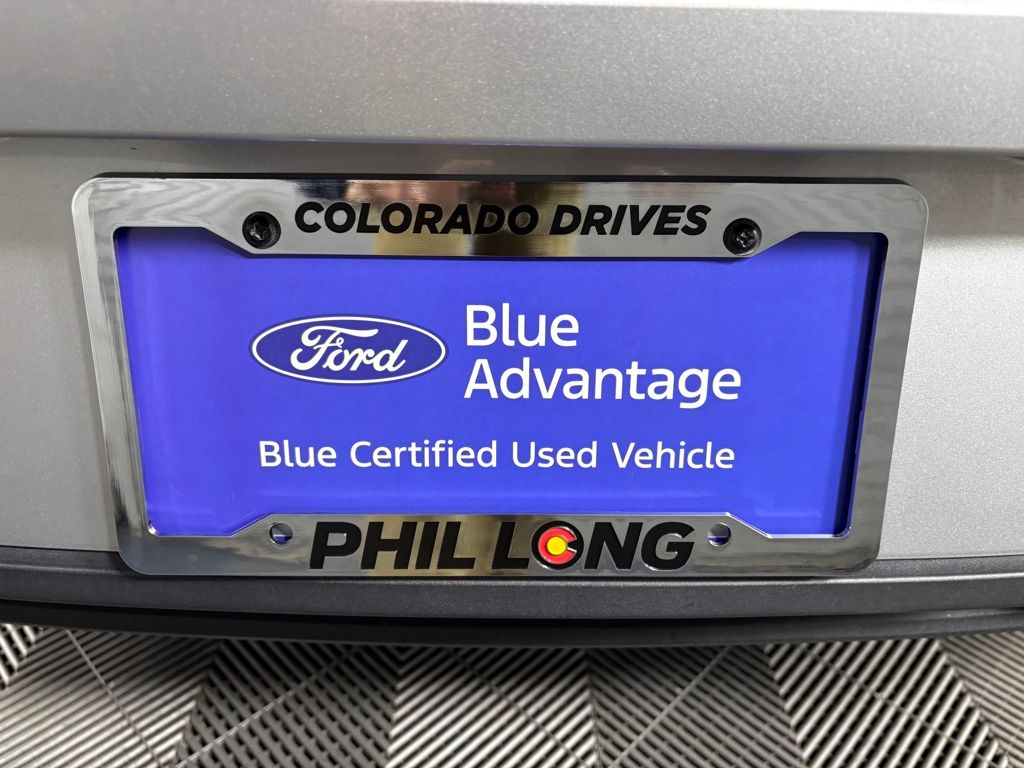 COLORADO DRIVES
Ford
Blue
Advantage
Blue Certified Used Vehicle
PHIL LONG